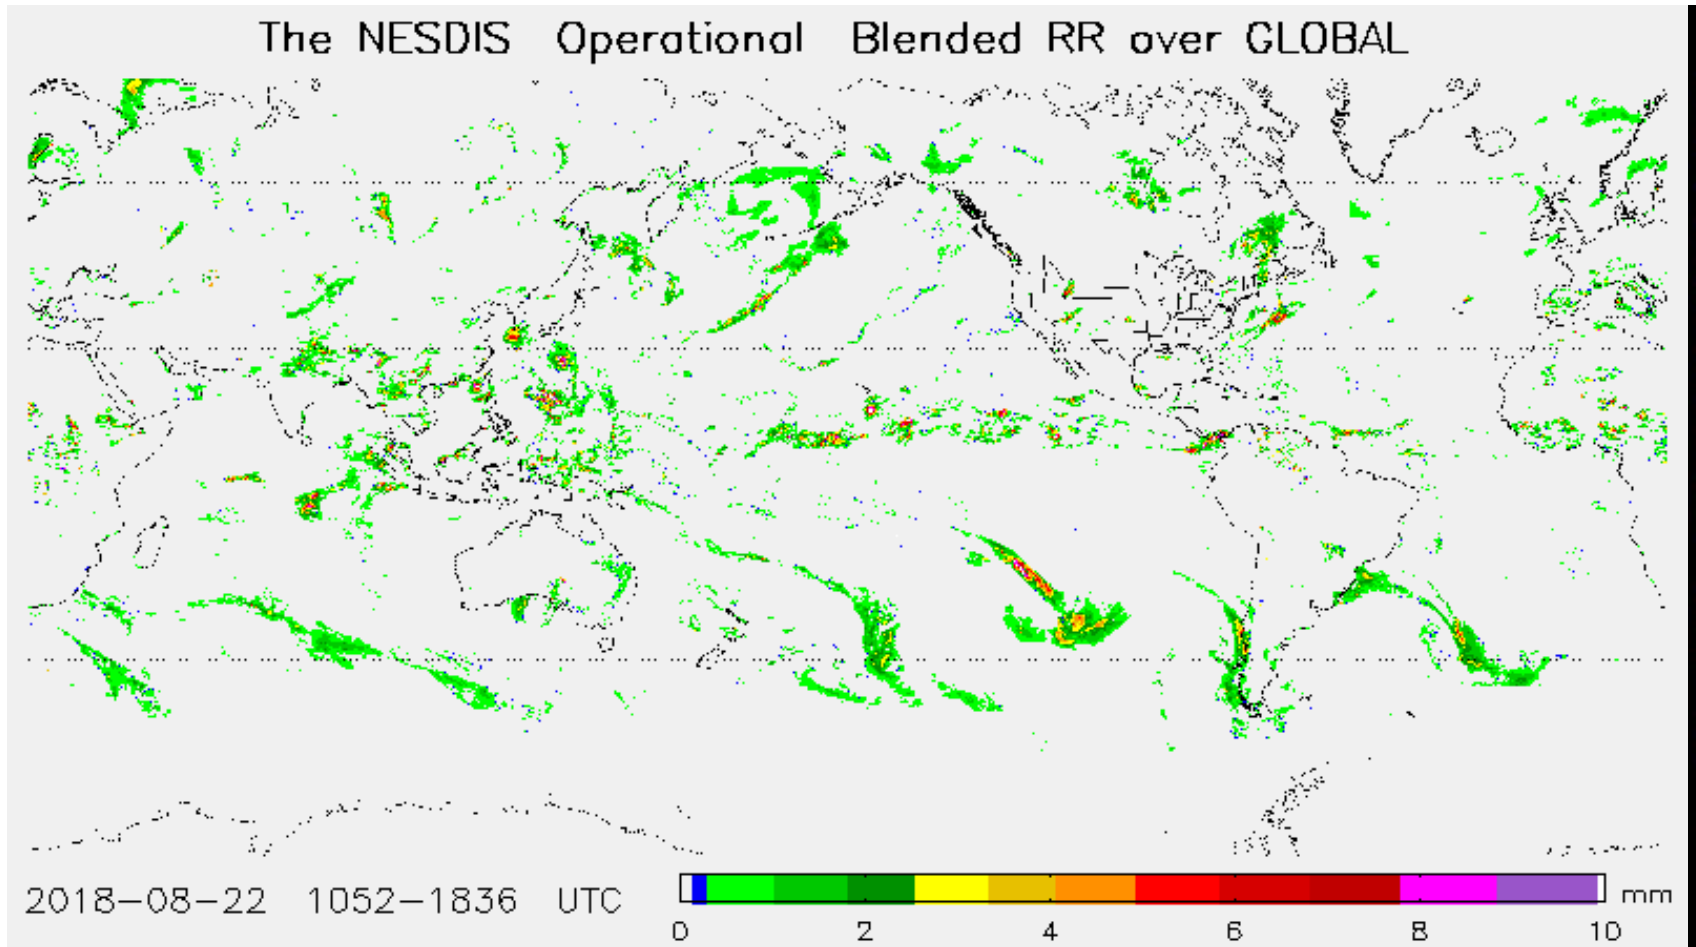 The NESDIS Operational Blended RR over GLOBAL
2018-08-22 1052-1836 UTC
mm
0 2 4 6 8 10